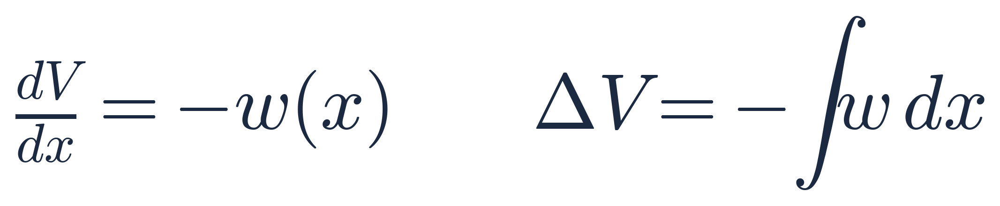 dV/dx = −w(x)    ΔV = −∫w dx